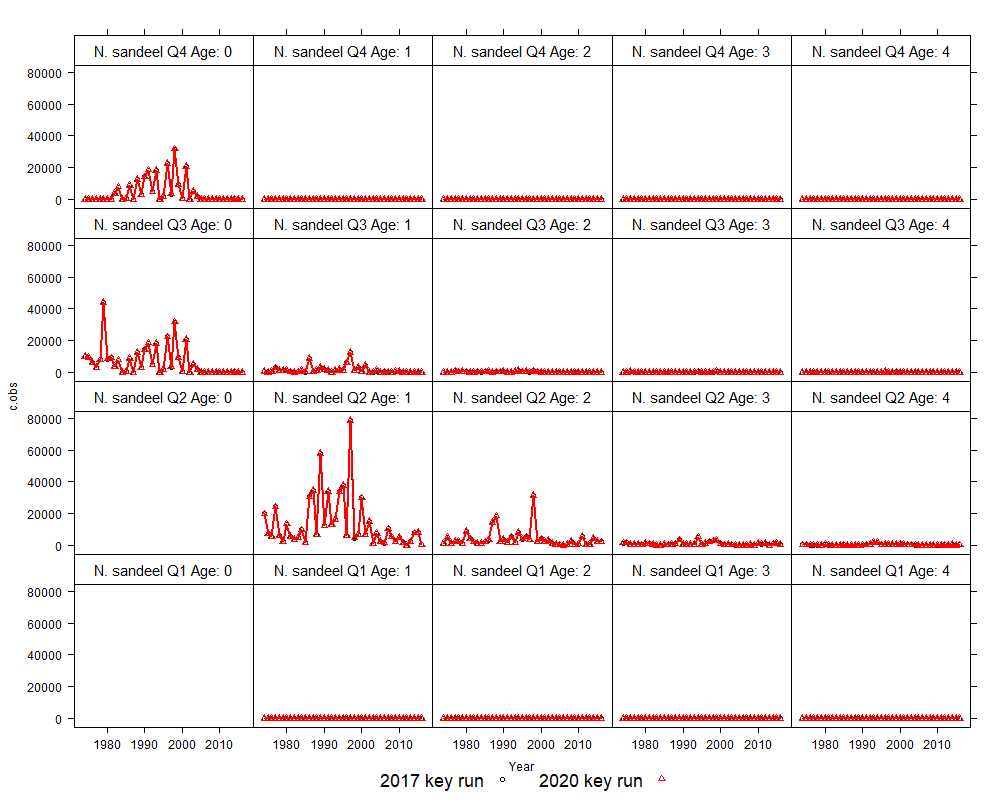 N. sandeel Q4 Age: 0 N. sandeel Q4 Age: 1 N. sandeel Q4 Age: 2 N. sandeel Q4 Age: 3 N. sandeel Q4 Age: 4
80000
60000
40000
20000
0
N. sandeel Q3 Age: 0 N. sandeel Q3 Age: 1 N. sandeel Q3 Age: 2 N. sandeel Q3 Age: 3 N. sandeel Q3 Age: 4
80000
60000
40000
20000
0
c.obs
N. sandeel Q2 Age: 0 N. sandeel Q2 Age: 1 N. sandeel Q2 Age: 2 N. sandeel Q2 Age: 3 N. sandeel Q2 Age: 4
80000
60000
40000
20000
0
N. sandeel Q1 Age: 0 N. sandeel Q1 Age: 1 N. sandeel Q1 Age: 2 N. sandeel Q1 Age: 3 N. sandeel Q1 Age: 4
80000
60000
40000
20000
0
1980 1990 2000 2010 1980 1990 2000 2010 1980 1990 2000 2010 1980 1990 2000 2010 1980 1990 2000 2010
Year
2017 key run 2020 key run